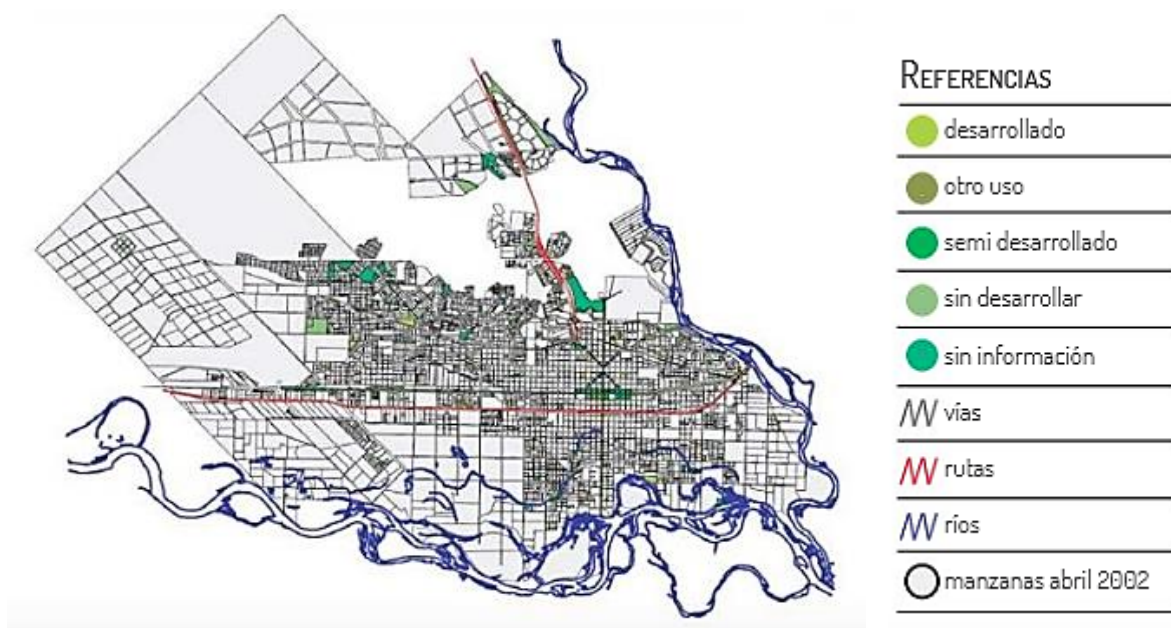 REFERENCIAS
desarrollado
otro uso
semi desarrollado
sin desarrollar
sin información
vías
rutas
ríos
manzanas abril 2002